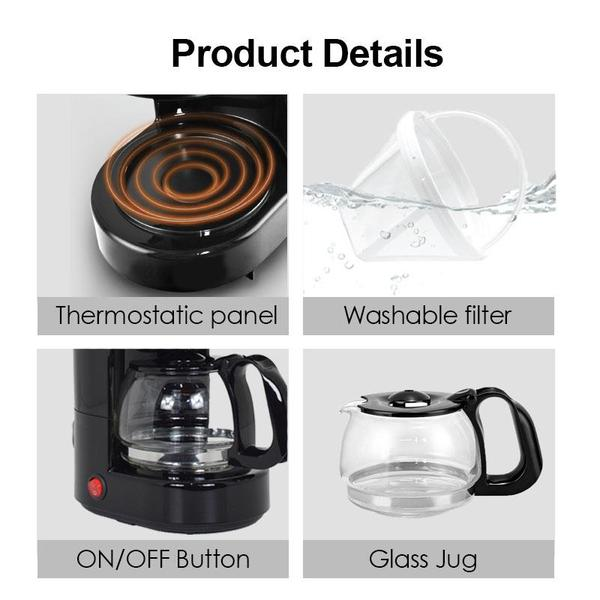 Product Details
Thermostatic panel
Washable filter
ON/OFF Button
Glass Jug